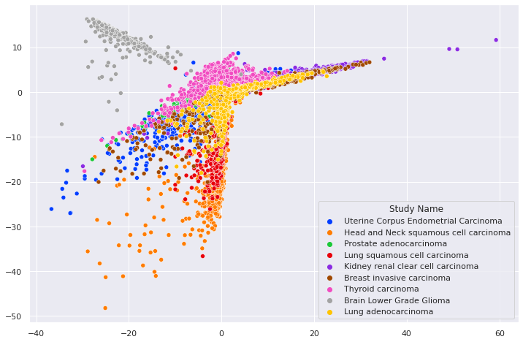 10
0
−10
−20
−30
−40
−50
−40
−20
0
20
40
60
Study Name
Uterine Corpus Endometrial Carcinoma
Head and Neck squamous cell carcinoma
Prostate adenocarcinoma
Lung squamous cell carcinoma
Kidney renal clear cell carcinoma
Breast invasive carcinoma
Thyroid carcinoma
Brain Lower Grade Glioma
Lung adenocarcinoma